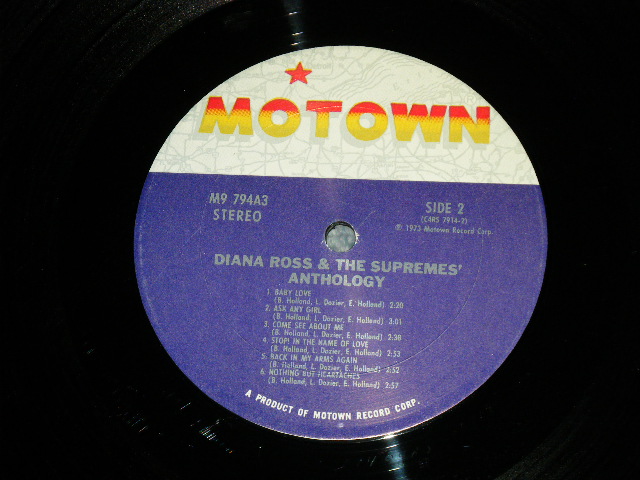 MOTOWN
M9 794A3
STEREO
SIDE 2
(C4RS 7914-2)
℗ 1973 Motown Record Corp.
DIANA ROSS & THE SUPREMES'
ANTHOLOGY
1. BABY LOVE
(B. Holland, L. Dozier, E. Holland) 2:20
2. ASK ANY GIRL
(B. Holland, L. Dozier, E. Holland) 3:01
3. COME SEE ABOUT ME
(B. Holland, L. Dozier, E. Holland) 2:38
4. STOP! IN THE NAME OF LOVE
(B. Holland, L. Dozier, E. Holland) 2:53
5. BACK IN MY ARMS AGAIN
(B. Holland, L. Dozier, E. Holland) 2:52
6. NOTHING BUT HEARTACHES
(B. Holland, L. Dozier, E. Holland) 2:57
A PRODUCT OF MOTOWN RECORD CORP.